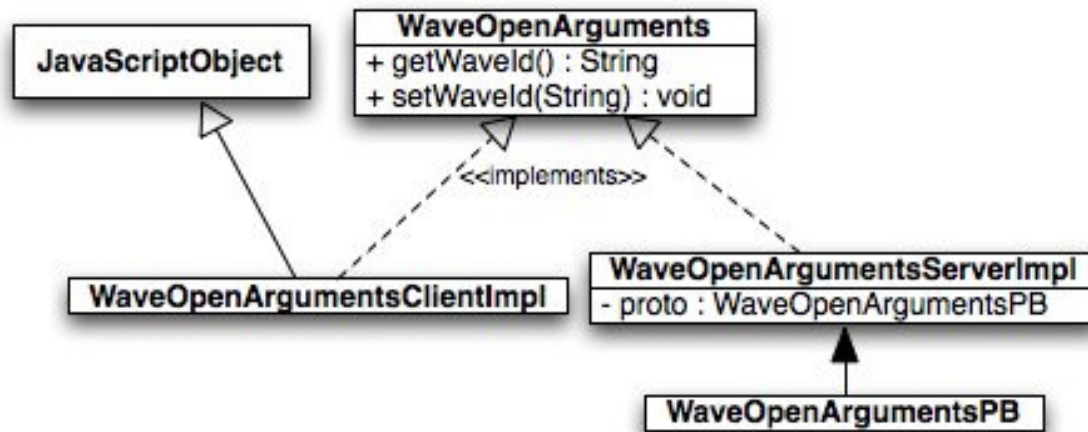 JavaScriptObject
WaveOpenArguments
+ getWaveId() : String
+ setWaveId(String) : void
<<implements>>
WaveOpenArgumentsClientImpl
WaveOpenArgumentsServerImpl
- proto : WaveOpenArgumentsPB
WaveOpenArgumentsPB